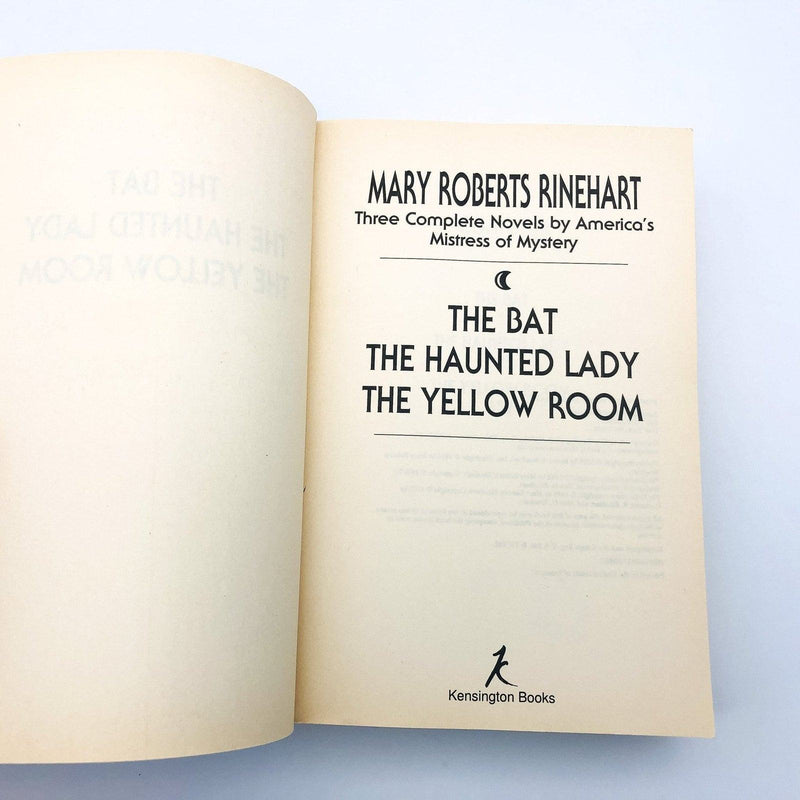 MARY ROBERTS RINEHART
Three Complete Novels by America's
Mistress of Mystery
THE BAT
THE HAUNTED LADY
THE YELLOW ROOM
Kensington Books